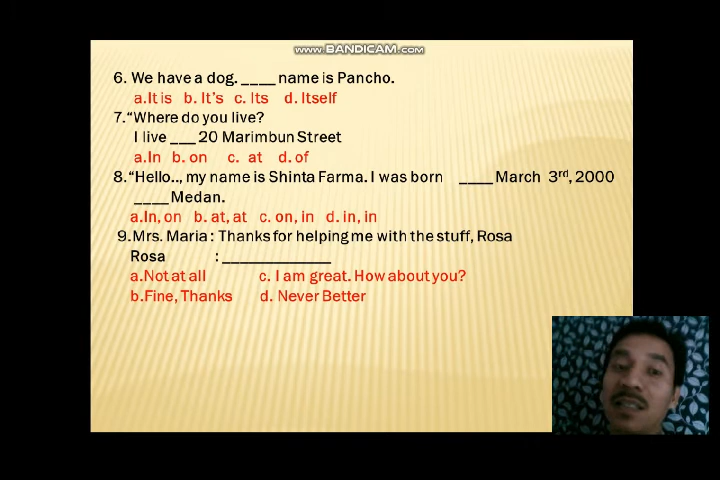 www.BANDICAM.com
6. We have a dog. ____ name is Pancho.
a.It is b. It's c. Its d. Itself
7."Where do you live?
I live ___ 20 Marimbun Street
a.In b. on c. at d. of
8."Hello.., my name is Shinta Farma. I was born ____ March 3rd, 2000
____ Medan.
a.In, on b. at, at c. on, in d. in, in
9.Mrs. Maria : Thanks for helping me with the stuff, Rosa
Rosa : _____________
a.Not at all c. I am great. How about you?
b.Fine, Thanks d. Never Better